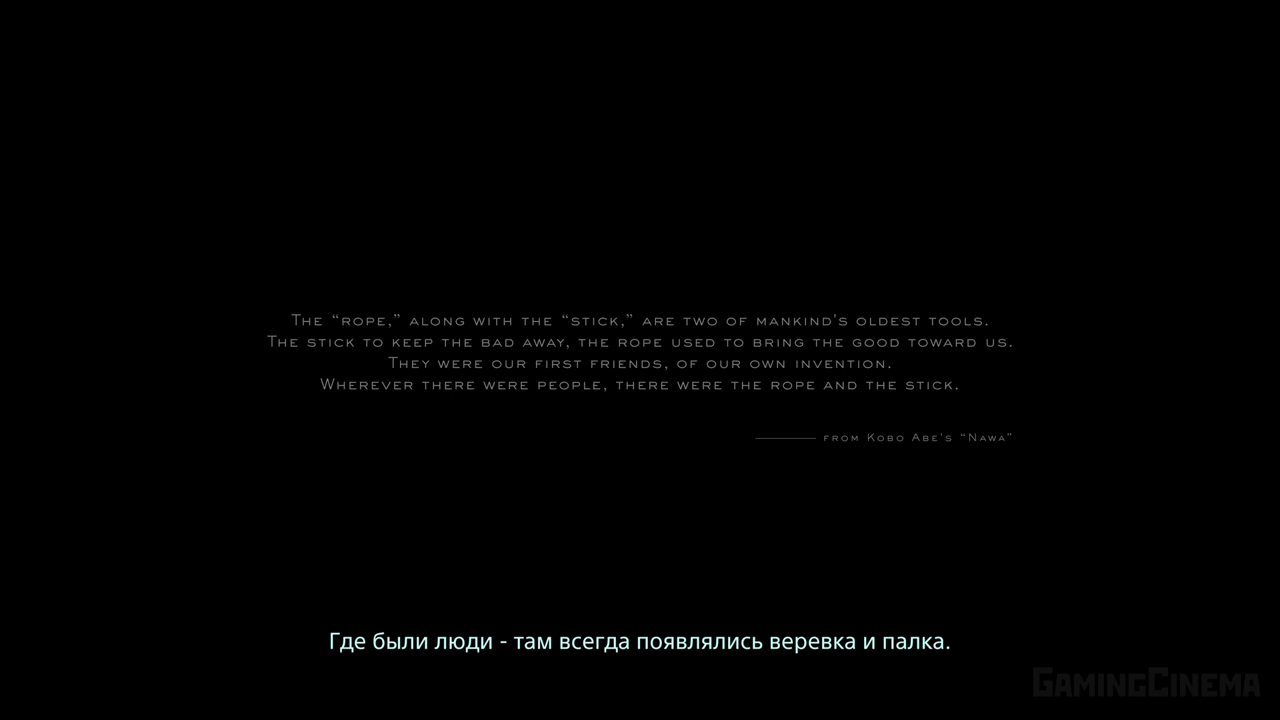 The “rope,” along with the “stick,” are two of mankind's oldest tools.
The stick to keep the bad away, the rope used to bring the good toward us.
They were our first friends, of our own invention.
Wherever there were people, there were the rope and the stick.
from Kobo Abe's “Nawa”
Где были люди - там всегда появлялись веревка и палка.
GamingCinema